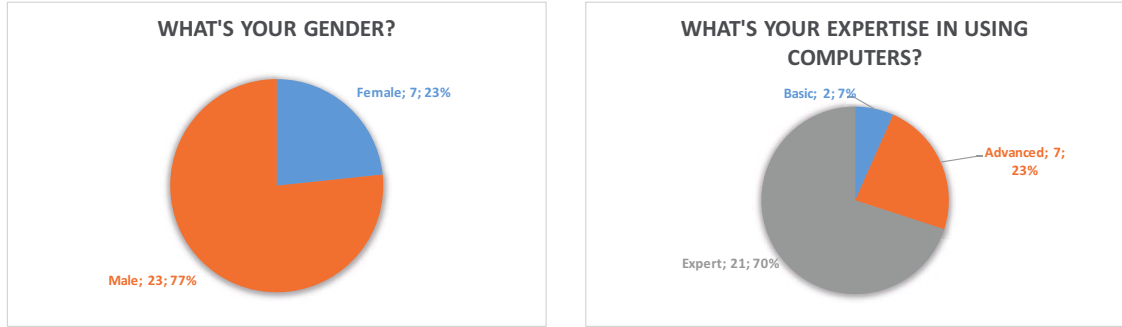 WHAT'S YOUR GENDER?
Female; 7; 23%
Male; 23; 77%
WHAT'S YOUR EXPERTISE IN USING
COMPUTERS?
Basic; 2; 7%
Advanced; 7;
23%
Expert; 21; 70%